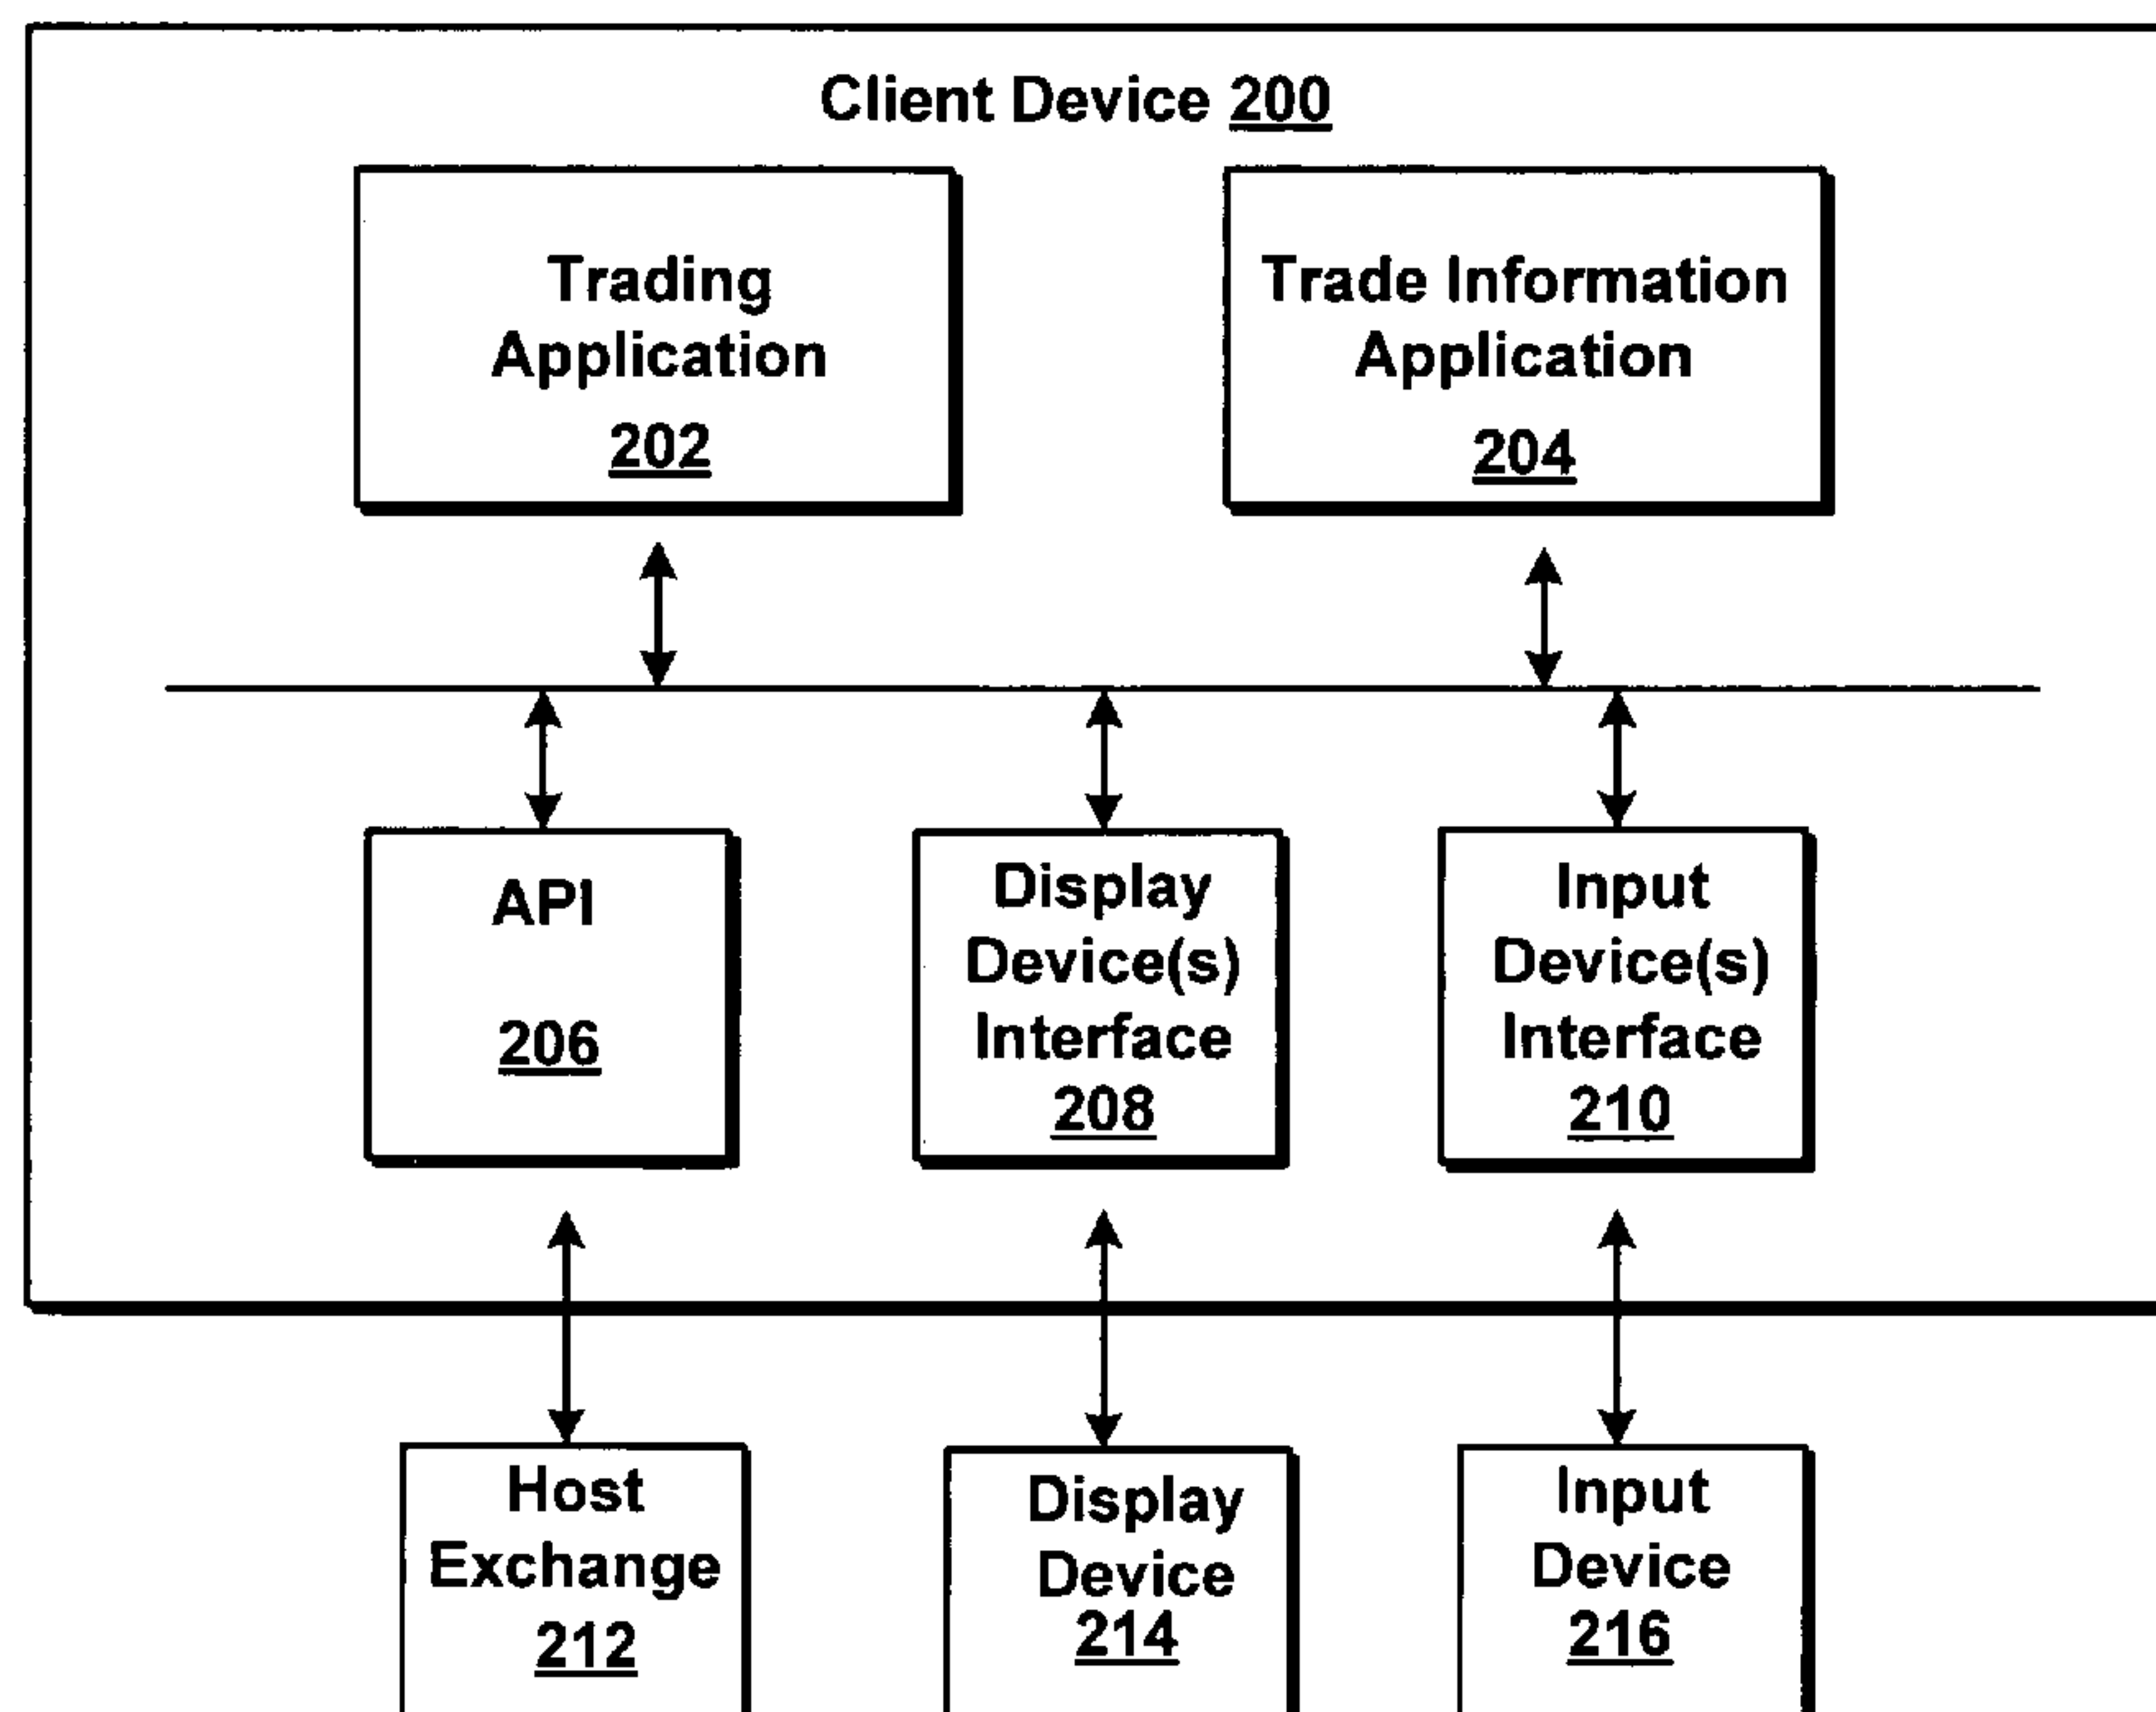 Client Device 200
Trading
Application
202
Trade Information
Application
204
API
206
Display
Device(s)
Interface
208
Input
Device(s)
Interface
210
Host
Exchange
212
Display
Device
214
Input
Device
216